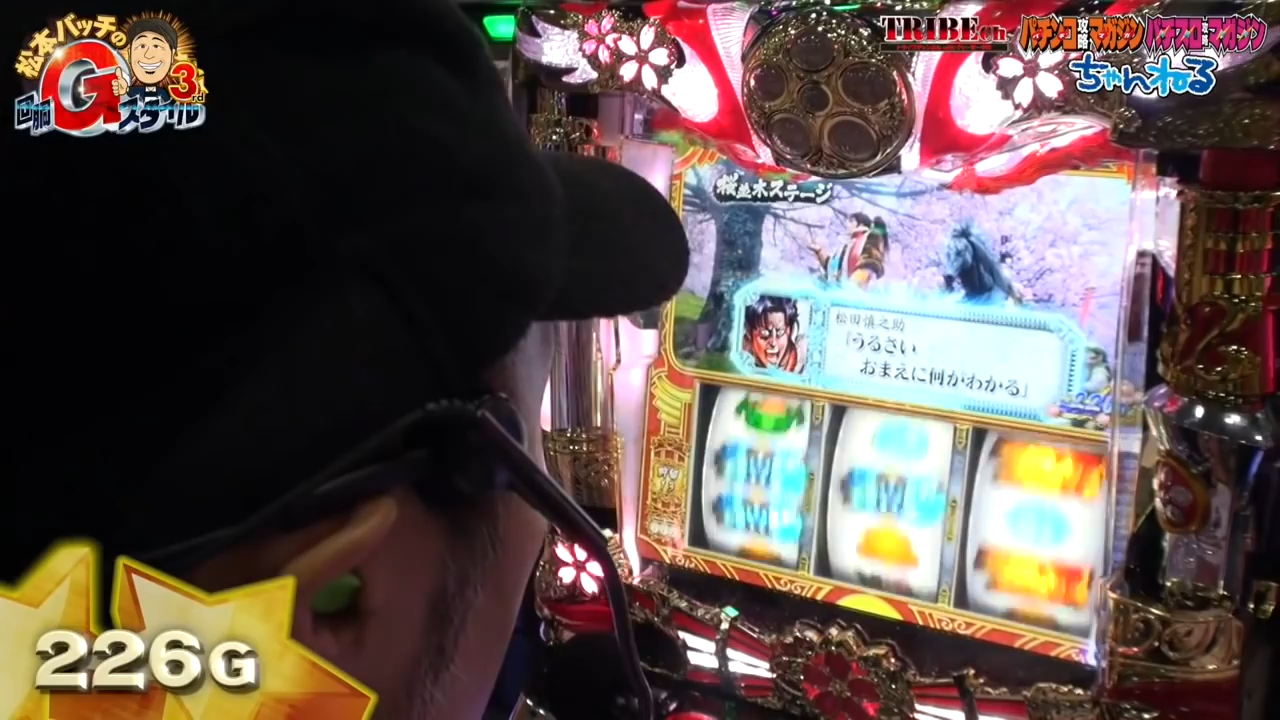 松本バッチの
回胴Gスタイル
3rd
TRIBEch
パチンコ攻略マガジン パチスロ攻略マガジン
ちゃんねる
桜並木ステージ
松田慎之助
「うるさい
おまえに何がわかる」
226G